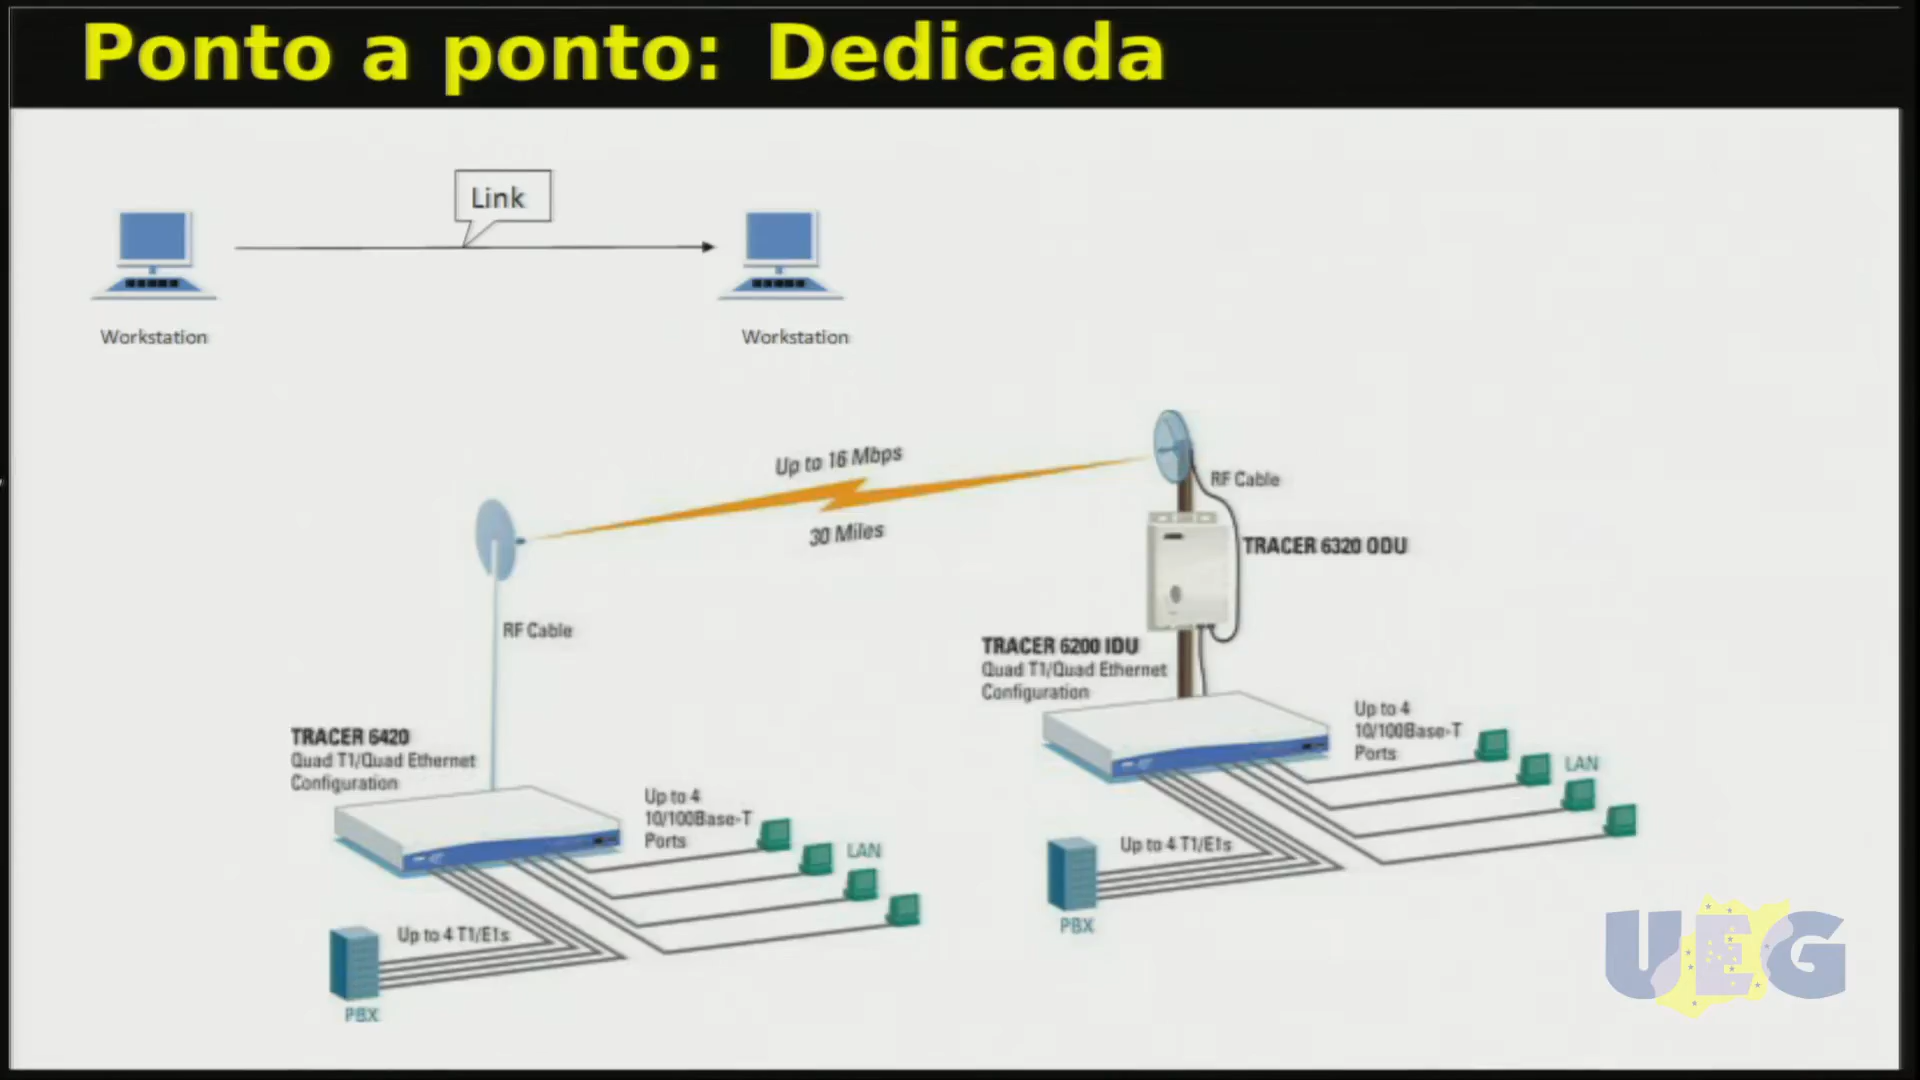 Ponto a ponto: Dedicada
Link
Workstation
Workstation
Up to 16 Mbps
30 Miles
RF Cable
TRACER 6320 ODU
RF Cable
TRACER 6200 IDU
Quad T1/Quad Ethernet
Configuration
TRACER 6420
Quad T1/Quad Ethernet
Configuration
Up to 4
10/100Base-T
Ports
LAN
Up to 4
10/100Base-T
Ports
LAN
Up to 4 T1/E1s
PBX
Up to 4 T1/E1s
PBX
UEG